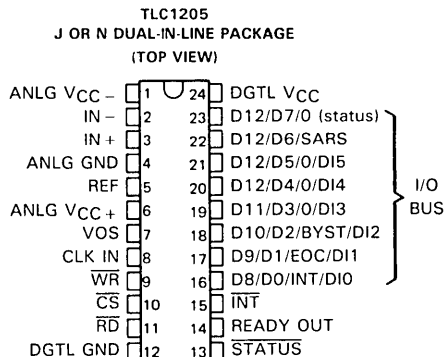 TLC1205
J OR N DUAL-IN-LINE PACKAGE
(TOP VIEW)
ANLG VCC − 1 24 DGTL VCC
IN − 2 23 D12/D7/0 (status)
IN + 3 22 D12/D6/SARS
ANLG GND 4 21 D12/D5/0/DI5
REF 5 20 D12/D4/0/DI4
ANLG VCC + 6 19 D11/D3/0/DI3
VOS 7 18 D10/D2/BYST/DI2
CLK IN 8 17 D9/D1/EOC/DI1
WR 9 16 D8/D0/INT/DI0
CS 10 15 INT
RD 11 14 READY OUT
DGTL GND 12 13 STATUS
I/O
BUS